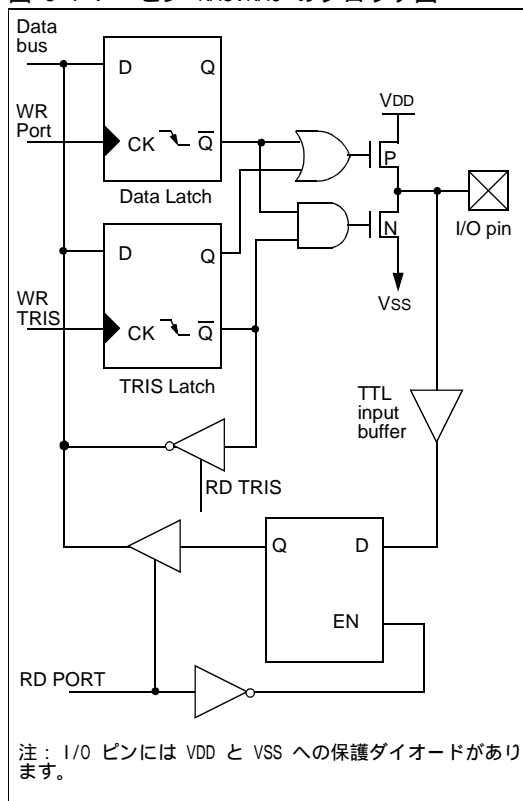 Data
bus
D Q
WR
Port
CK Q
Data Latch
VDD
P
N
I/O pin
VSS
D Q
WR
TRIS
CK Q
TRIS Latch
TTL
input
buffer
RD TRIS
Q D
EN
RD PORT
注： I/O ピンには VDD と VSS への保護ダイオードがあり
ます。